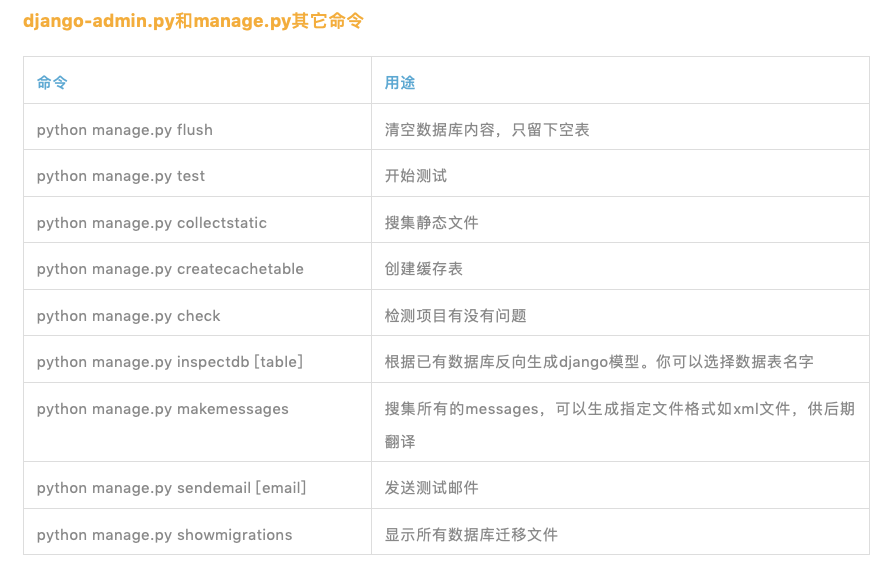 django-admin.py和manage.py其它命令
命令 用途
python manage.py flush 清空数据库内容，只留下空表
python manage.py test 开始测试
python manage.py collectstatic 搜集静态文件
python manage.py createcachetable 创建缓存表
python manage.py check 检测项目有没有问题
python manage.py inspectdb [table] 根据已有数据库反向生成django模型。你可以选择数据表名字
python manage.py makemessages 搜集所有的messages，可以生成指定文件格式如xml文件，供后期
翻译
python manage.py sendemail [email] 发送测试邮件
python manage.py showmigrations 显示所有数据库迁移文件